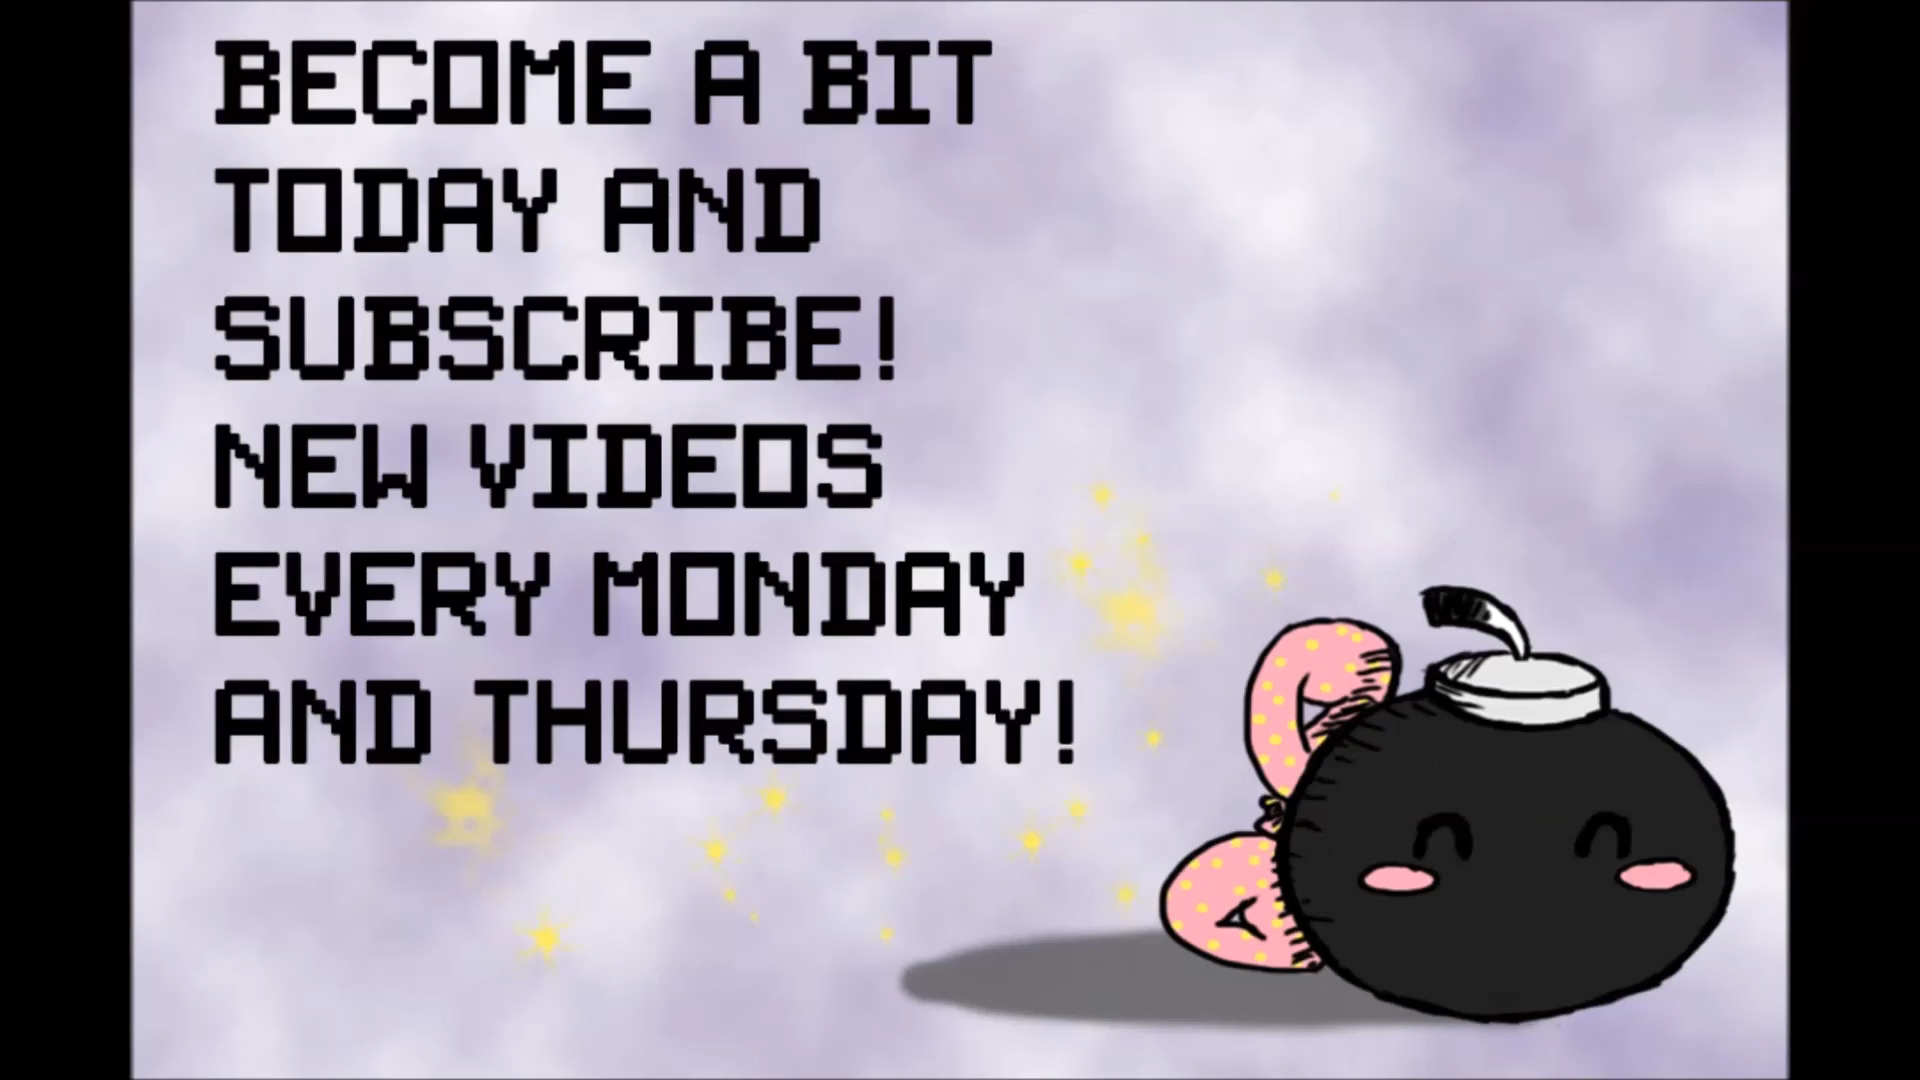 BECOME A BIT
TODAY AND
SUBSCRIBE!
NEW VIDEOS
EVERY MONDAY
AND THURSDAY!